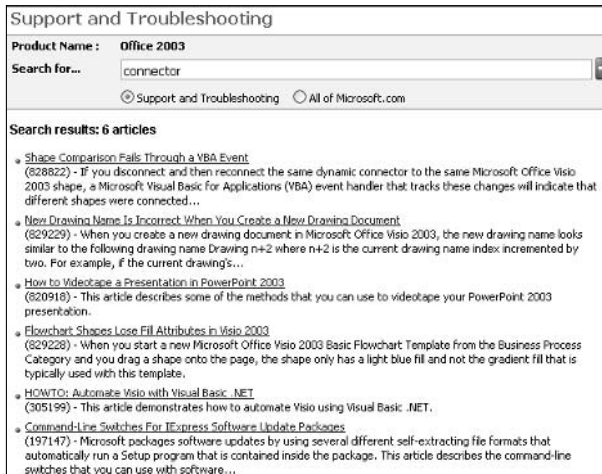 Support and Troubleshooting
Product Name : Office 2003
Search for... connector
Support and Troubleshooting All of Microsoft.com
Search results: 6 articles
Shape Comparison Fails Through a VBA Event
(828822) - If you disconnect and then reconnect the same dynamic connector to the same Microsoft Office Visio
2003 shape, a Microsoft Visual Basic for Applications (VBA) event handler that tracks these changes will indicate that
different shapes were connected...
New Drawing Name Is Incorrect When You Create a New Drawing Document
(829229) - When you create a new drawing document in Microsoft Office Visio 2003, the new drawing name looks
similar to the following drawing name Drawing n+2 where n+2 is the current drawing name index incremented by
two. For example, if the current drawing's...
How to Videotape a Presentation in PowerPoint 2003
(820918) - This article describes some of the methods that you can use to videotape your PowerPoint 2003
presentation.
Flowchart Shapes Lose Fill Attributes in Visio 2003
(829228) - When you start a new Microsoft Office Visio 2003 Basic Flowchart Template from the Business Process
Category and you drag a shape onto the page, the shape only has a light blue fill and not the gradient fill that is
typically used with this template.
HOWTO: Automate Visio with Visual Basic .NET
(305199) - This article demonstrates how to automate Visio using Visual Basic .NET.
Command-Line Switches For IExpress Software Update Packages
(197147) - Microsoft packages software updates by using several different self-extracting file formats that
automatically run a Setup program that is contained inside the package. This article describes the command-line
switches that you can use with software...